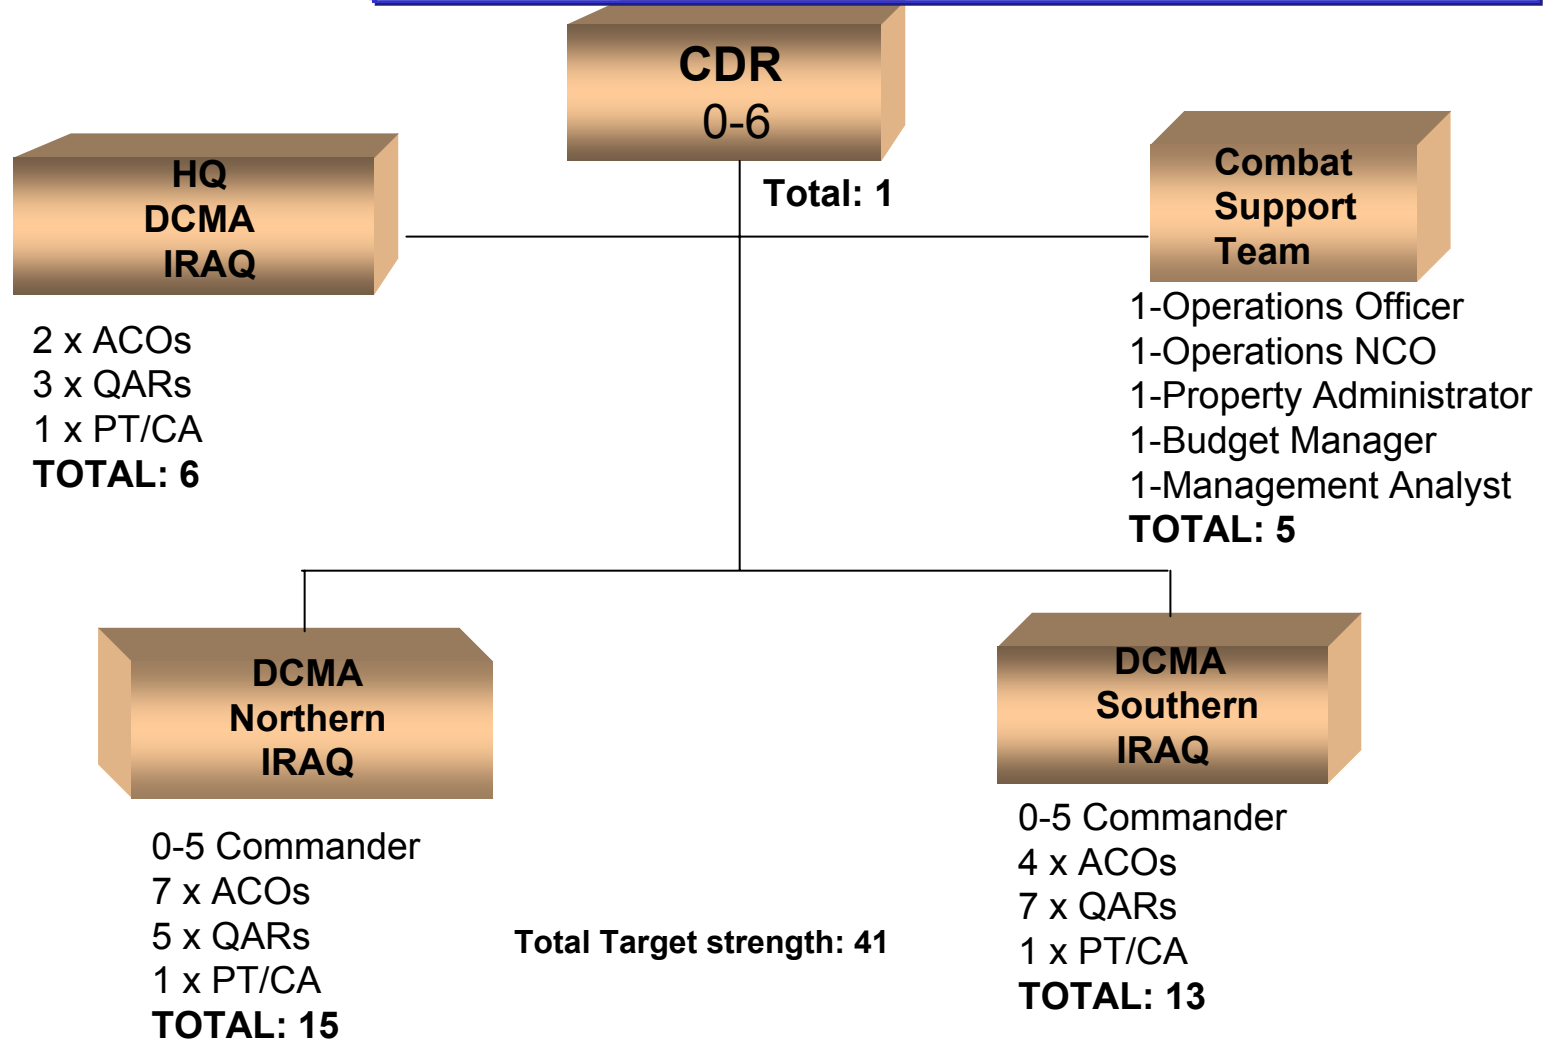 CDR
0-6
Total: 1
HQ
DCMA
IRAQ
2 x ACOs
3 x QARs
1 x PT/CA
TOTAL: 6
Combat
Support
Team
1-Operations Officer
1-Operations NCO
1-Property Administrator
1-Budget Manager
1-Management Analyst
TOTAL: 5
DCMA
Northern
IRAQ
0-5 Commander
7 x ACOs
5 x QARs
1 x PT/CA
TOTAL: 15
Total Target strength: 41
DCMA
Southern
IRAQ
0-5 Commander
4 x ACOs
7 x QARs
1 x PT/CA
TOTAL: 13